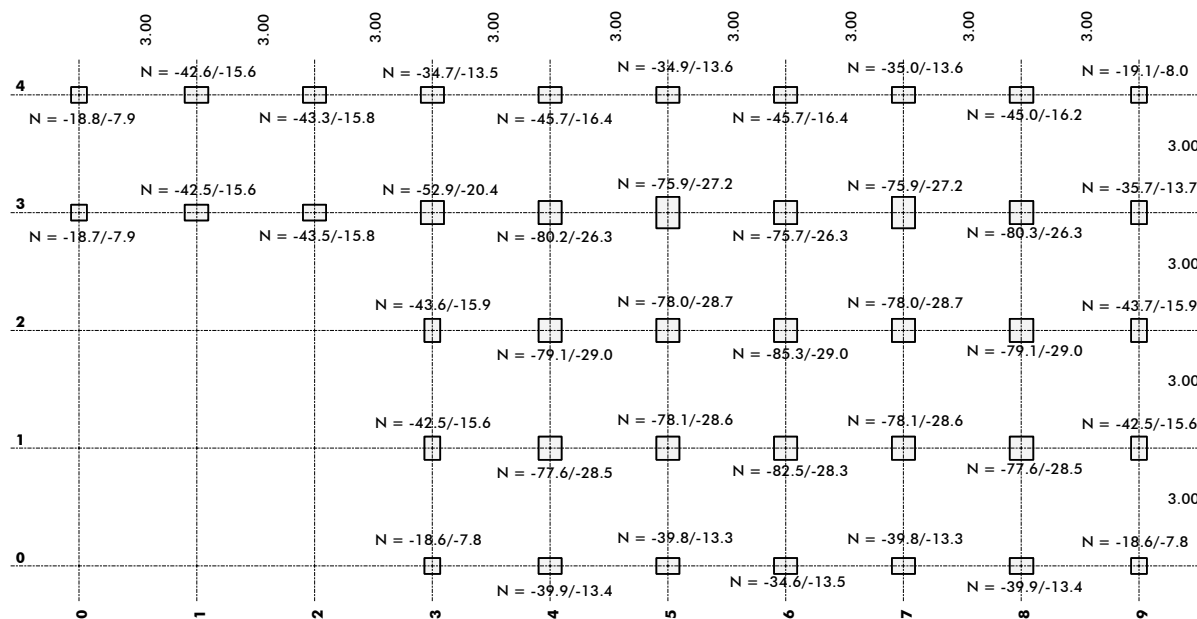 3.00 3.00 3.00 3.00 3.00 3.00 3.00 3.00 3.00
N = -42.6/-15.6 N = -34.7/-13.5 N = -34.9/-13.6 N = -35.0/-13.6 N = -19.1/-8.0
4
N = -18.8/-7.9 N = -43.3/-15.8 N = -45.7/-16.4 N = -45.7/-16.4 N = -45.0/-16.2
3.00
N = -42.5/-15.6 N = -52.9/-20.4 N = -75.9/-27.2 N = -75.9/-27.2 N = -35.7/-13.7
3
N = -18.7/-7.9 N = -43.5/-15.8 N = -80.2/-26.3 N = -75.7/-26.3 N = -80.3/-26.3
3.00
N = -43.6/-15.9 N = -78.0/-28.7 N = -78.0/-28.7 N = -43.7/-15.9
2
N = -79.1/-29.0 N = -85.3/-29.0 N = -79.1/-29.0
3.00
N = -42.5/-15.6 N = -78.1/-28.6 N = -78.1/-28.6 N = -42.5/-15.6
1
N = -77.6/-28.5 N = -82.5/-28.3 N = -77.6/-28.5
3.00
N = -18.6/-7.8 N = -39.8/-13.3 N = -39.8/-13.3 N = -18.6/-7.8
0
N = -39.9/-13.4 N = -34.6/-13.5 N = -39.9/-13.4
0 1 2 3 4 5 6 7 8 9